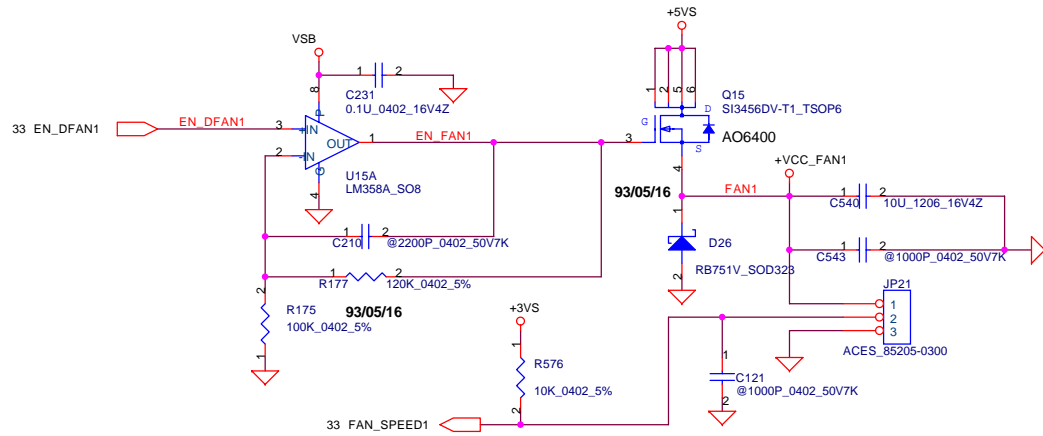 +5VS
VSB
1 2
C231
0.1U_0402_16V4Z
8
1 2 5 6
Q15
SI3456DV-T1_TSOP6
D
G
S
AO6400
33 EN_DFAN1
EN_DFAN1
3
+IN
P
OUT
1
EN_FAN1
3
2
-IN
G
4
U15A
LM358A_SO8
4
93/05/16
FAN1
+VCC_FAN1
1 2
C540
10U_1206_16V4Z
1 2
C210
@2200P_0402_50V7K
1
D26
RB751V_SOD323
2
1 2
C543
@1000P_0402_50V7K
1 2
R177
120K_0402_5%
93/05/16
2
R175
100K_0402_5%
1
+3VS
1
R576
10K_0402_5%
2
JP21
1
2
3
ACES_85205-0300
1
C121
@1000P_0402_50V7K
2
33 FAN_SPEED1